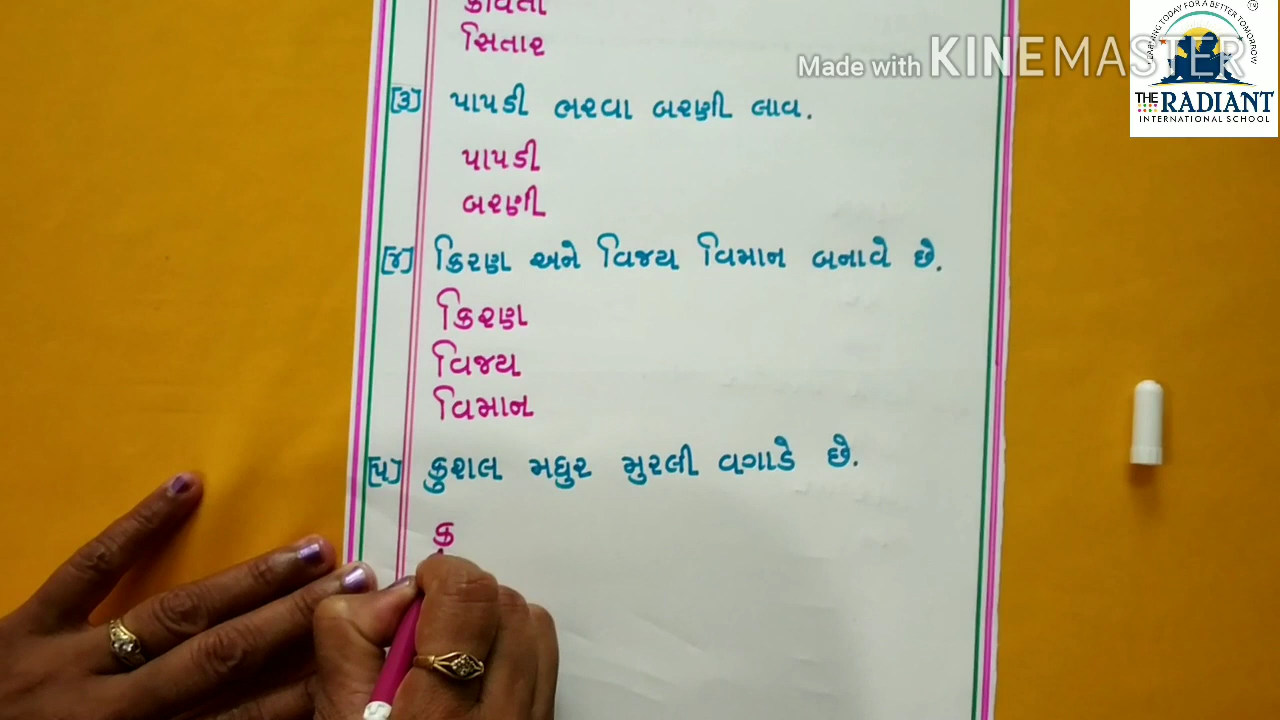 કવિતા
સિતાર
[૩] પાપડી ભરવા બરણી લાવ.
પાપડી
બરણી
[૪] કિરણ અને વિજય વિમાન બનાવે છે.
કિરણ
વિજય
વિમાન
[૫] કુશલ મધુર મુરલી વગાડે છે.
કુ
Made with KINEMASTER
THE RADIANT
INTERNATIONAL SCHOOL